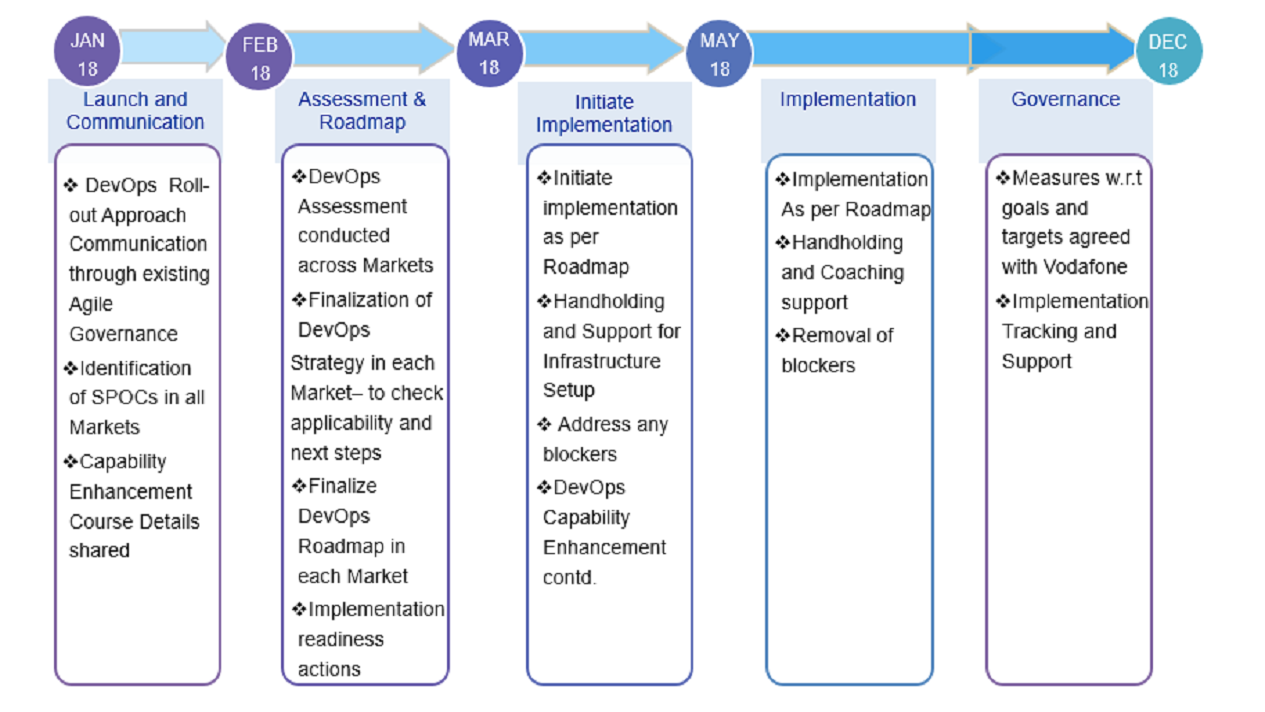 JAN
18
FEB
18
MAR
18
MAY
18
DEC
18
Launch and
Communication
❖ DevOps Roll-
out Approach
Communication
through existing
Agile
Governance
❖Identification
of SPOCs in all
Markets
❖Capability
Enhancement
Course Details
shared
Assessment &
Roadmap
❖DevOps
Assessment
conducted
across Markets
❖Finalization of
DevOps
Strategy in each
Market– to check
applicability and
next steps
❖Finalize
DevOps
Roadmap in
each Market
❖Implementation
readiness
actions
Initiate
Implementation
❖Initiate
implementation
as per
Roadmap
❖Handholding
and Support for
Infrastructure
Setup
❖ Address any
blockers
❖DevOps
Capability
Enhancement
contd.
Implementation
❖Implementation
As per Roadmap
❖Handholding
and Coaching
support
❖Removal of
blockers
Governance
❖Measures w.r.t
goals and
targets agreed
with Vodafone
❖Implementation
Tracking and
Support